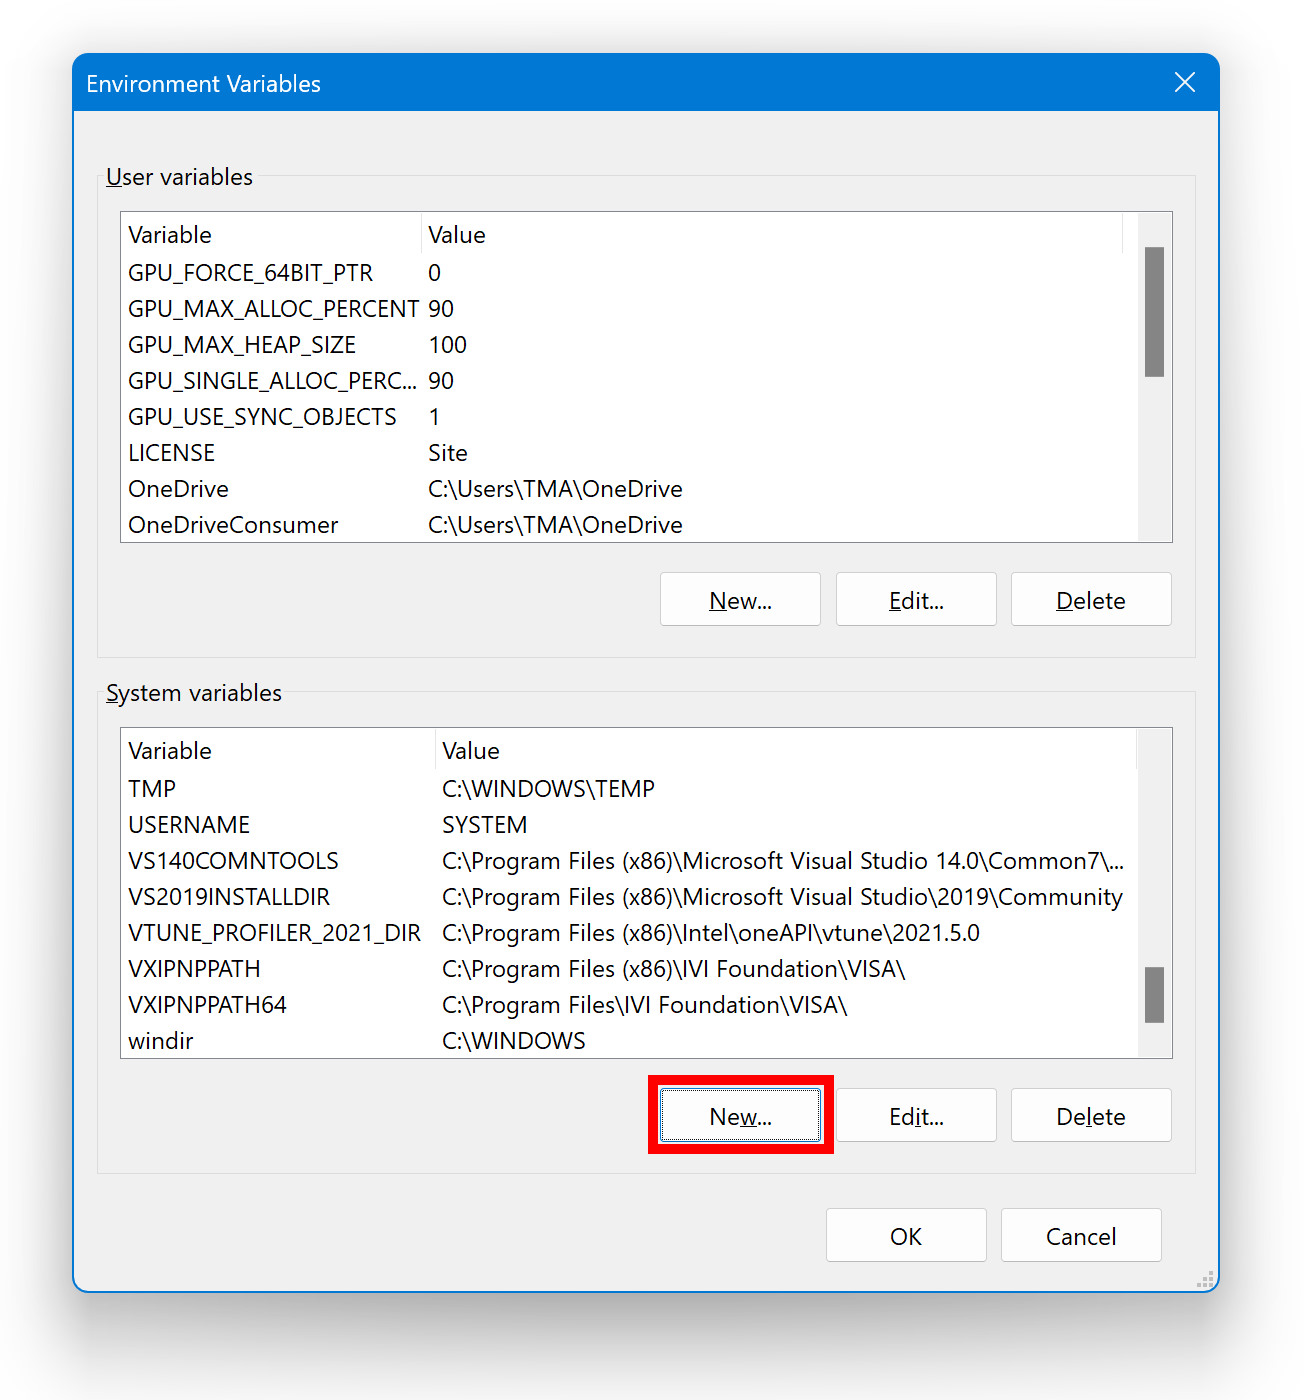 Environment Variables
User variables
Variable Value
GPU_FORCE_64BIT_PTR 0
GPU_MAX_ALLOC_PERCENT 90
GPU_MAX_HEAP_SIZE 100
GPU_SINGLE_ALLOC_PERC... 90
GPU_USE_SYNC_OBJECTS 1
LICENSE Site
OneDrive C:\Users\TMA\OneDrive
OneDriveConsumer C:\Users\TMA\OneDrive
New... Edit... Delete
System variables
Variable Value
TMP C:\WINDOWS\TEMP
USERNAME SYSTEM
VS140COMNTOOLS C:\Program Files (x86)\Microsoft Visual Studio 14.0\Common7\...
VS2019INSTALLDIR C:\Program Files (x86)\Microsoft Visual Studio\2019\Community
VTUNE_PROFILER_2021_DIR C:\Program Files (x86)\Intel\oneAPI\vtune\2021.5.0
VXIPNPPATH C:\Program Files (x86)\IVI Foundation\VISA\
VXIPNPPATH64 C:\Program Files\IVI Foundation\VISA\
windir C:\WINDOWS
New... Edit... Delete
OK Cancel